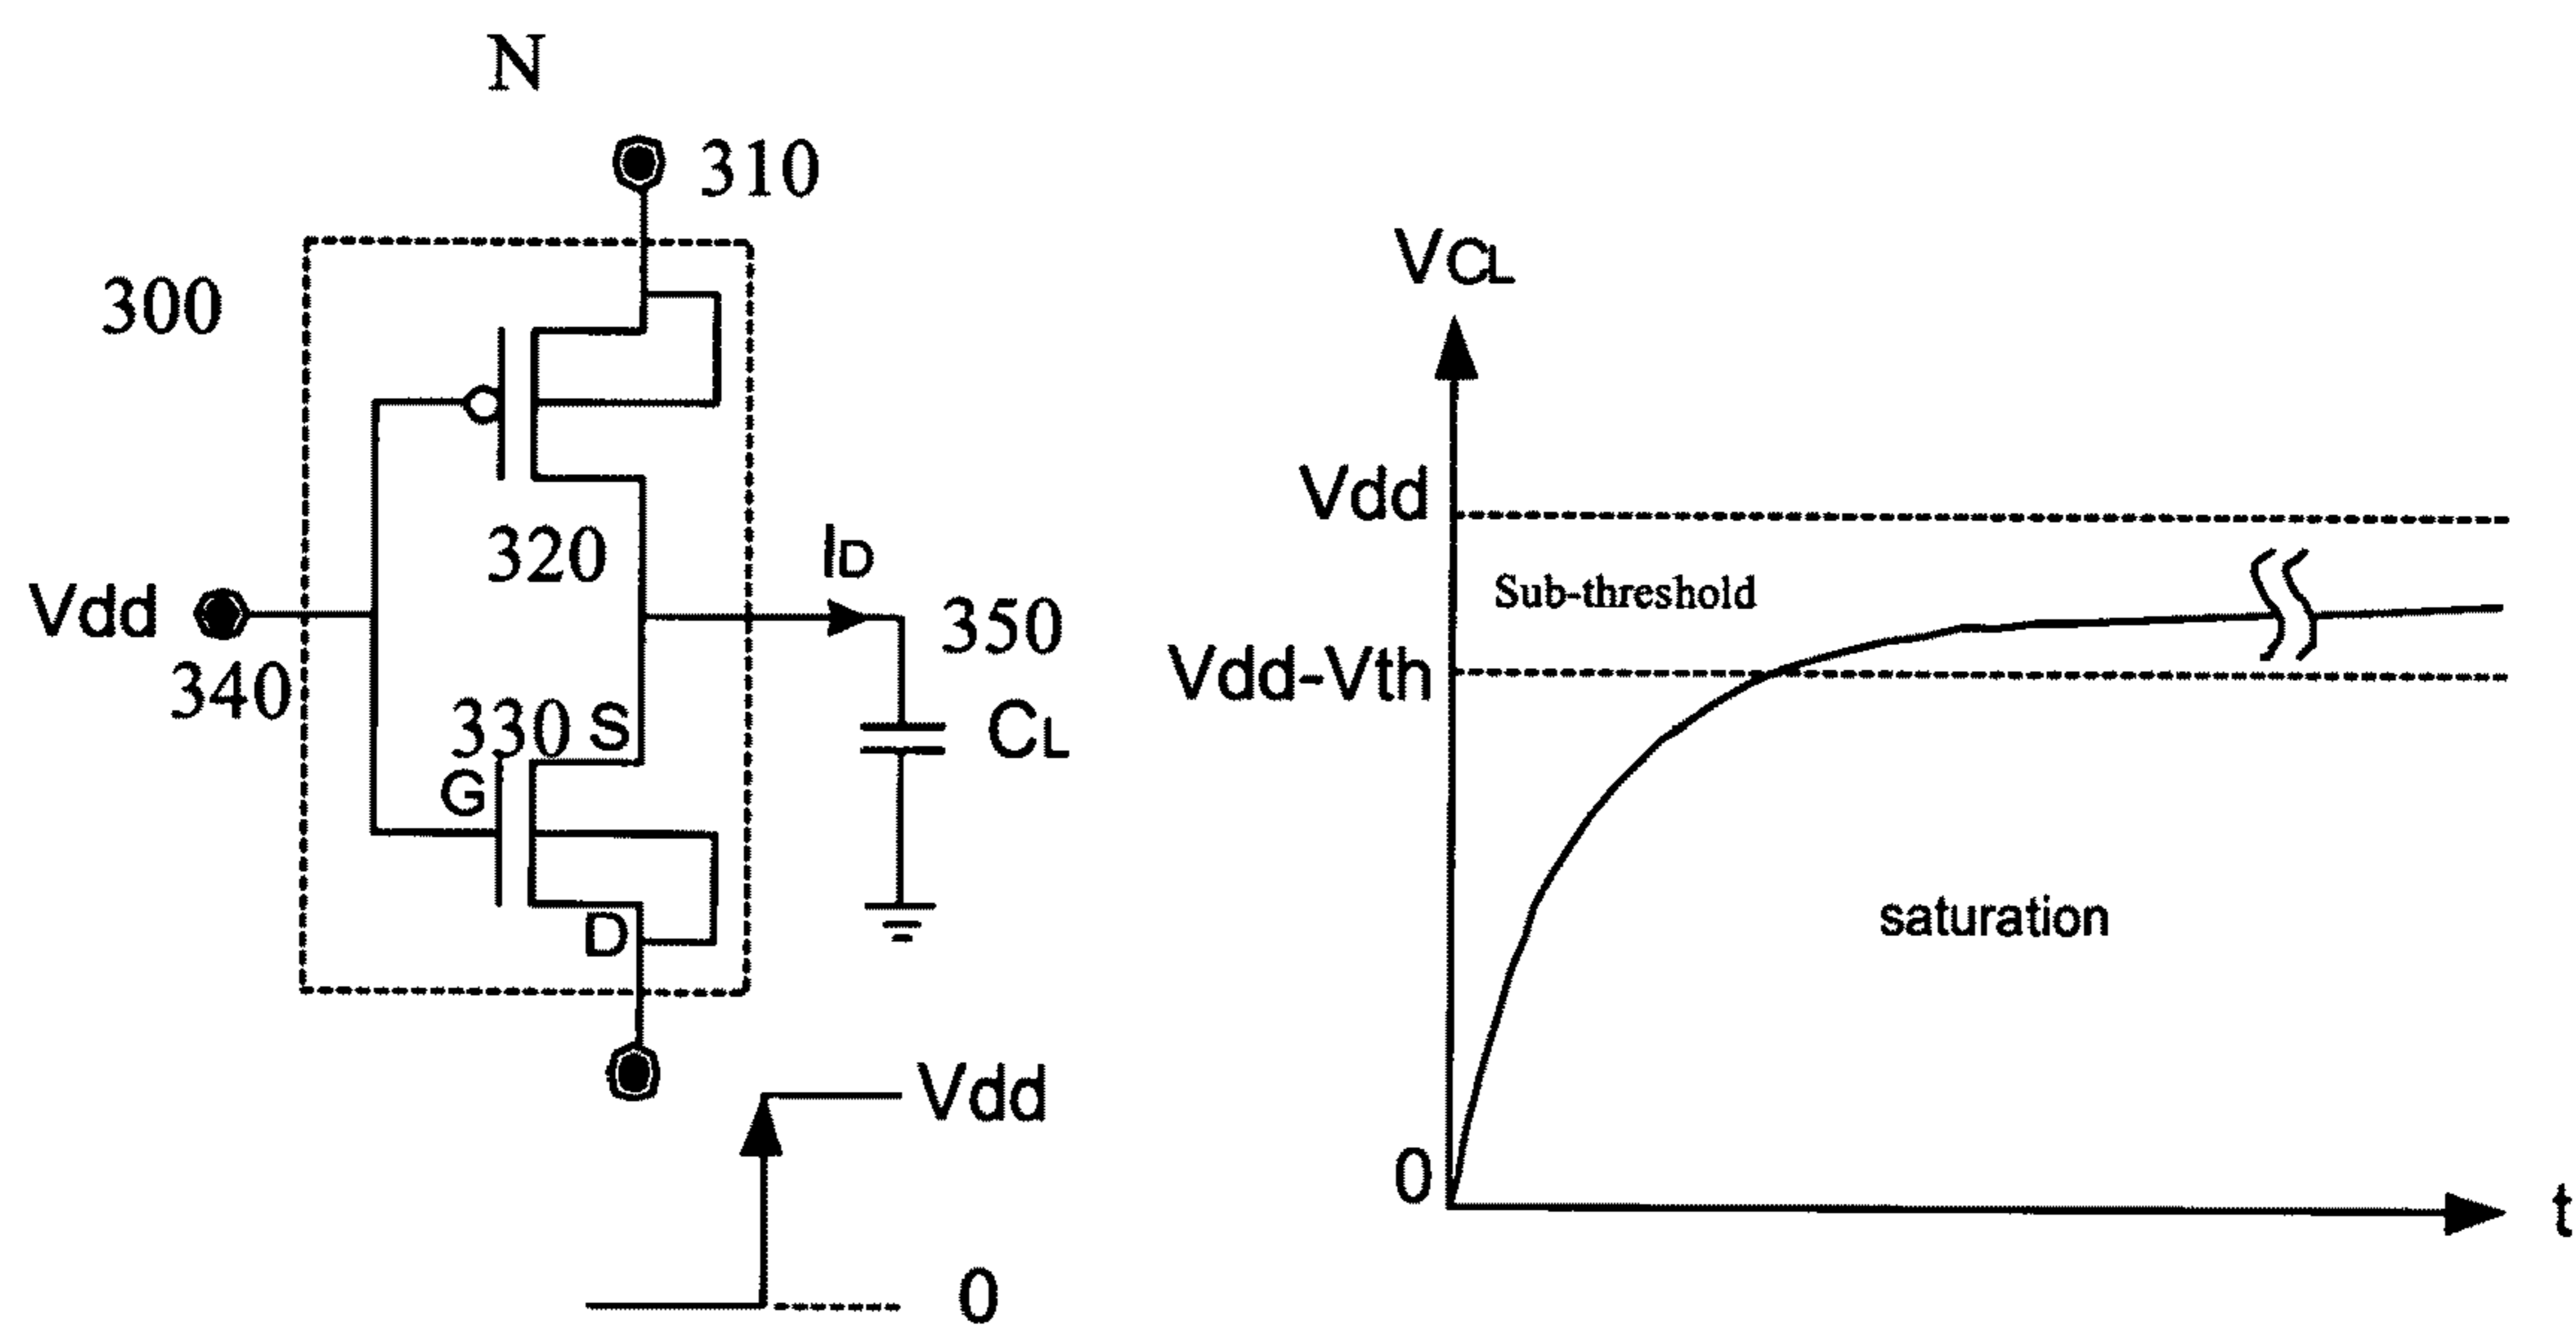 N
310
300
320
ID
350
Vdd
340
330
S
G
CL
D
Vdd
0
VCL
Vdd
Sub-threshold
Vdd-Vth
saturation
0
t